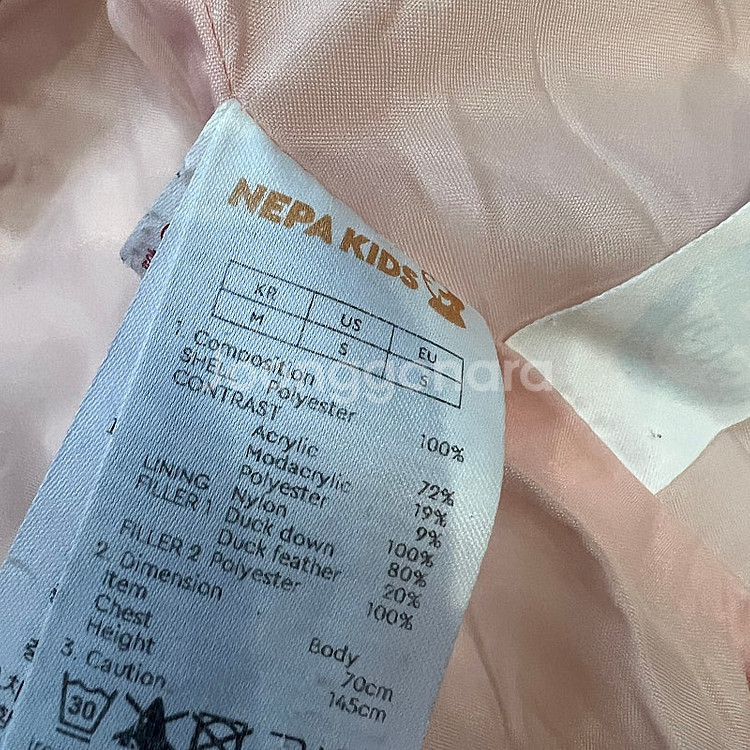 NEPA KIDS
KR US EU
M S S
1. Composition
SHELL Polyester 100%
CONTRAST
Acrylic 72%
Modacrylic 19%
Polyester 9%
LINING Nylon 100%
FILLER 1 Duck down 80%
Duck feather 20%
FILLER 2 Polyester 100%
2. Dimension
Item Body
Chest 70cm
Height 145cm
3. Caution
30